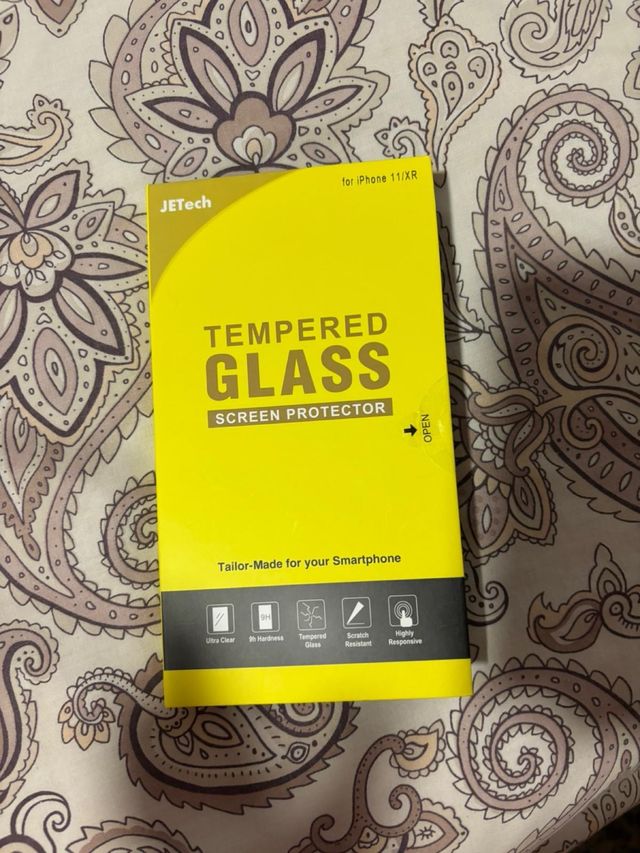 JETech
for iPhone 11/XR
TEMPERED
GLASS
SCREEN PROTECTOR
OPEN
Tailor-Made for your Smartphone
9H
Ultra Clear
9h Hardness
Tempered
Glass
Scratch
Resistant
Highly
Responsive